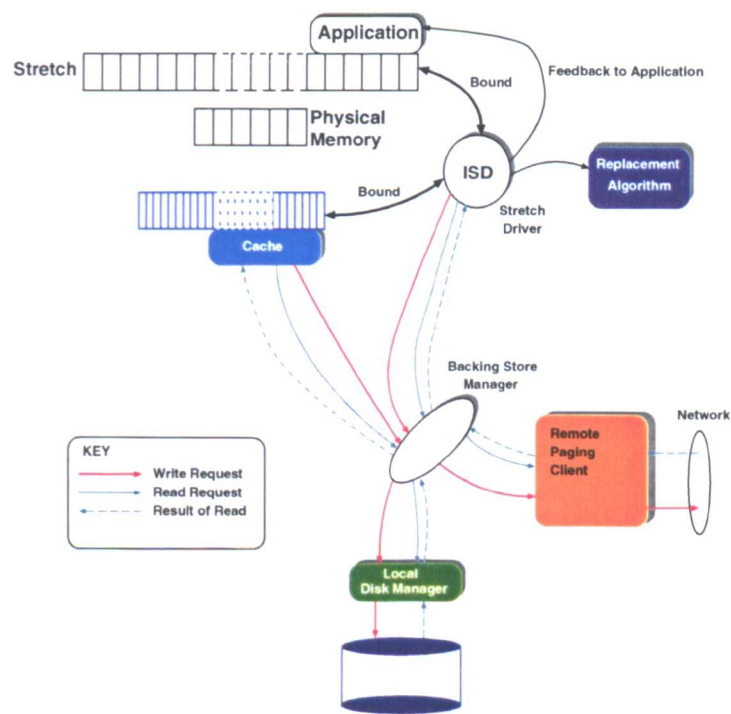 Application
Stretch
Feedback to Application
Bound
Physical
Memory
ISD
Replacement
Algorithm
Bound
Stretch
Driver
Cache
Backing Store
Manager
Network
Remote
Paging
Client
KEY
Write Request
Read Request
Result of Read
Local
Disk Manager